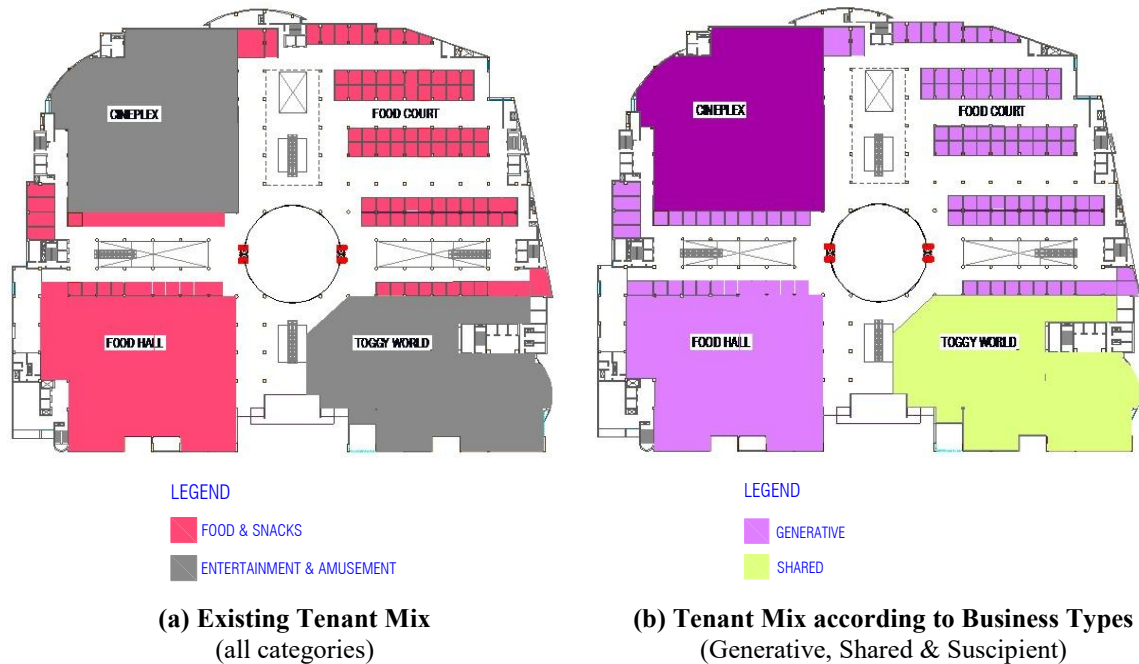 CINEPLEX
FOOD COURT
FOOD HALL
TOGGY WORLD
LEGEND
FOOD & SNACKS
ENTERTAINMENT & AMUSEMENT
(a) Existing Tenant Mix
(all categories)
CINEPLEX
FOOD COURT
FOOD HALL
TOGGY WORLD
LEGEND
GENERATIVE
SHARED
(b) Tenant Mix according to Business Types
(Generative, Shared & Suscipient)